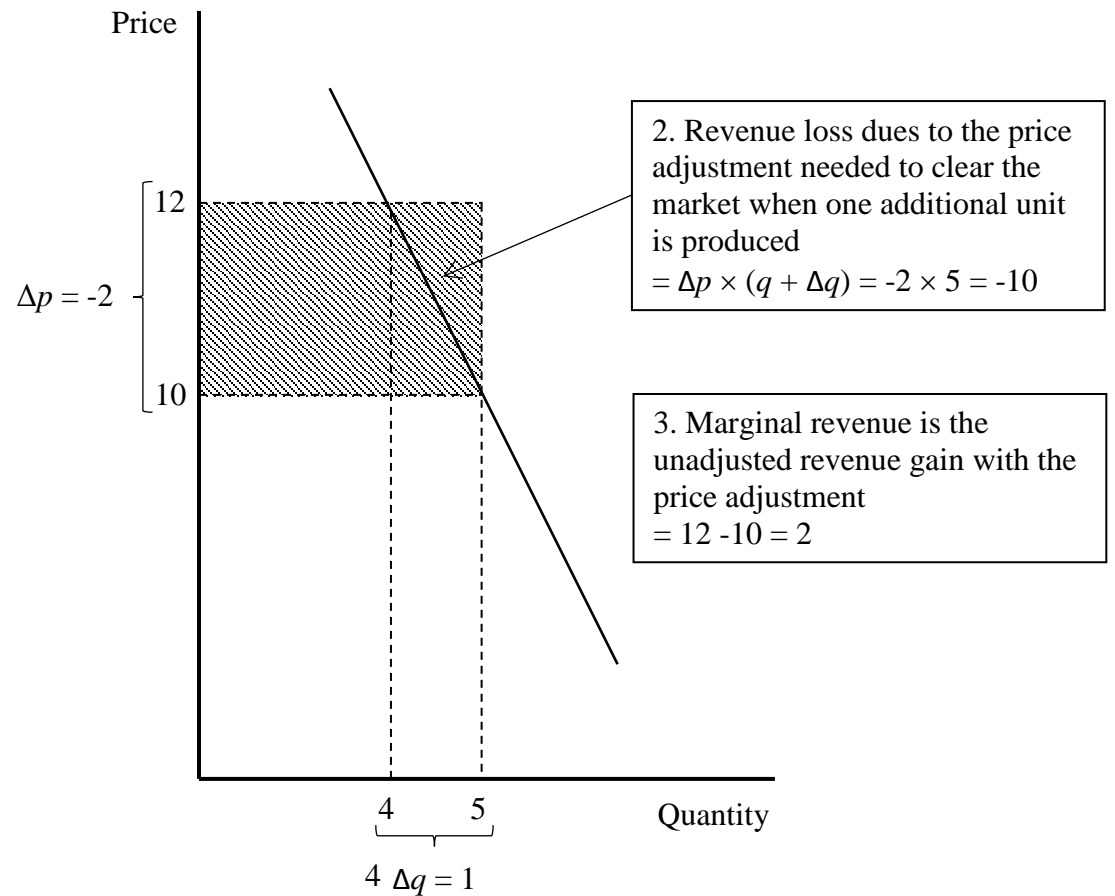 Price
2. Revenue loss dues to the price
adjustment needed to clear the
market when one additional unit
is produced
= Δp × (q + Δq) = -2 × 5 = -10
12
Δp = -2
10
3. Marginal revenue is the
unadjusted revenue gain with the
price adjustment
= 12 -10 = 2
4 5
Quantity
4 Δq = 1